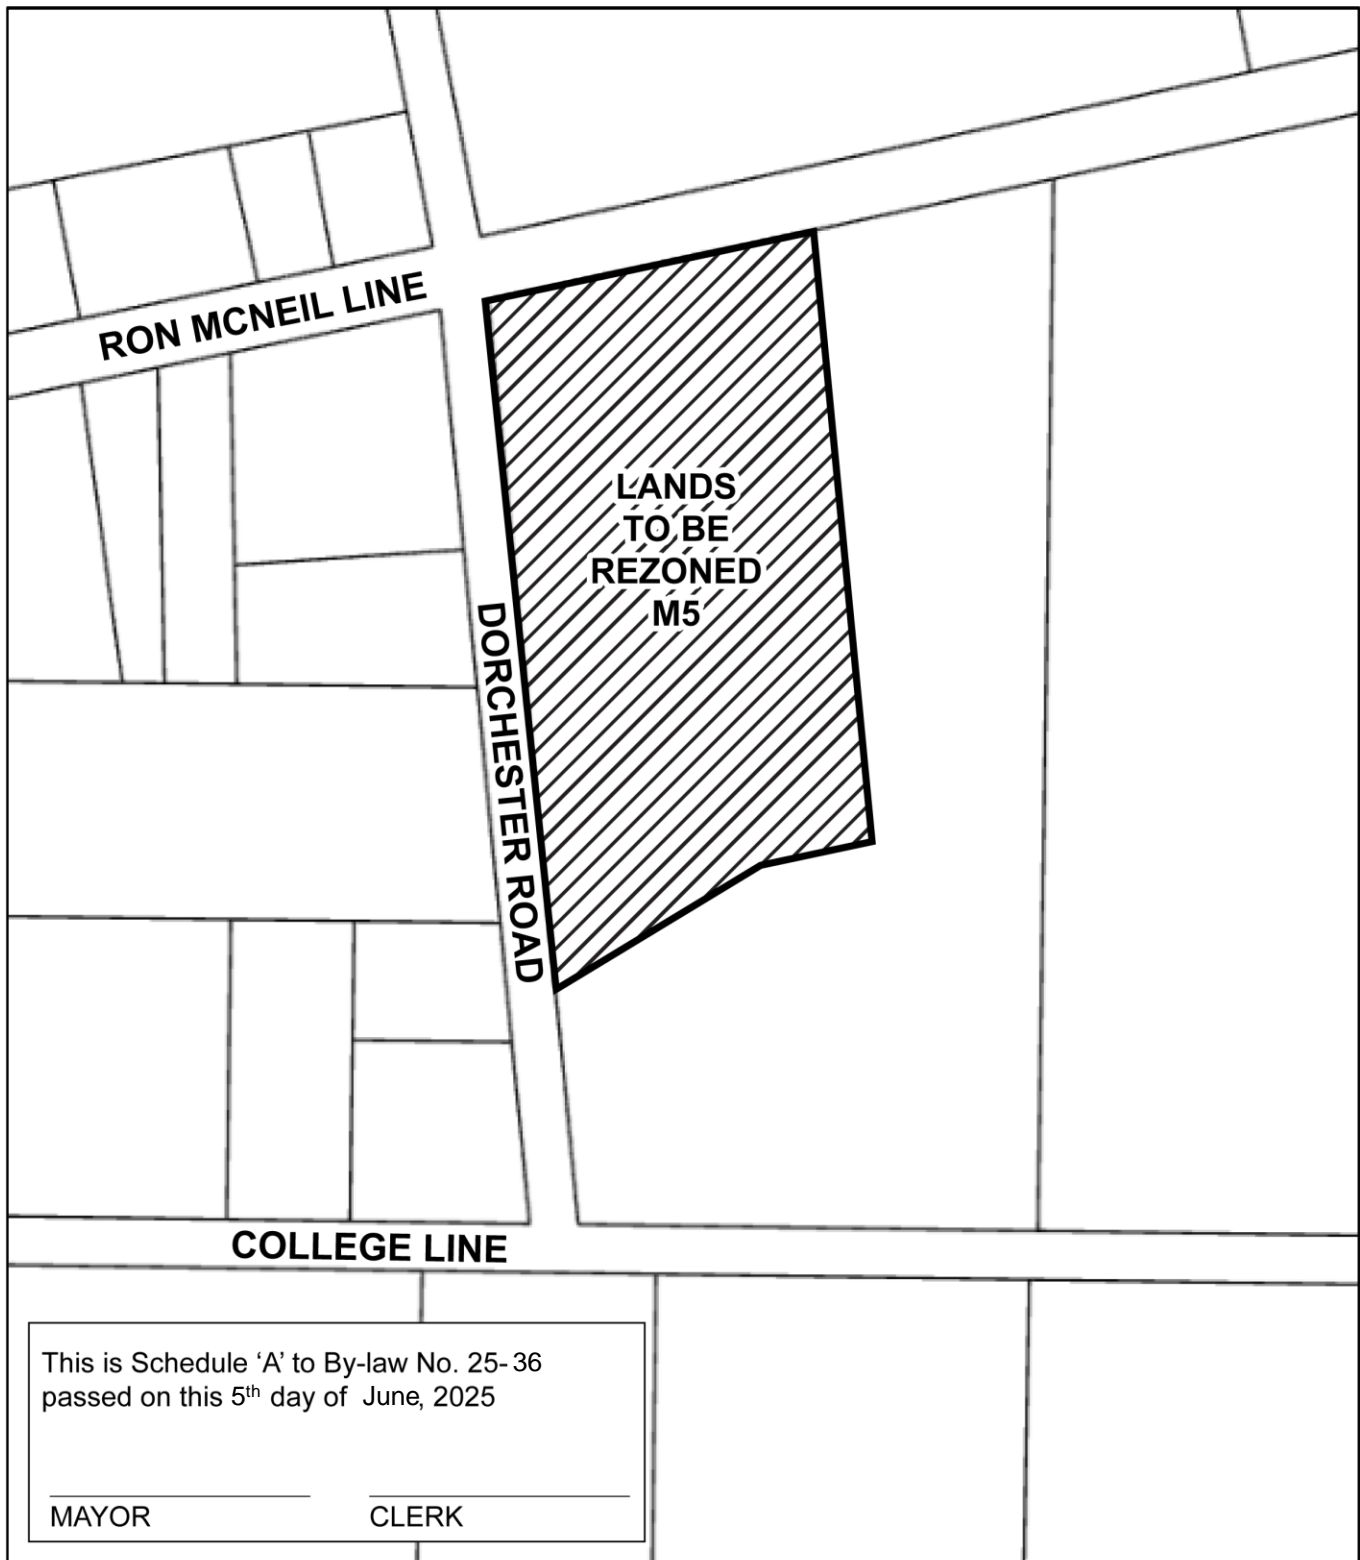 RON MCNEIL LINE
LANDS
TO BE
REZONED
M5
DORCHESTER ROAD
COLLEGE LINE
This is Schedule ‘A’ to By-law No. 25-36
passed on this 5th day of June, 2025
MAYOR CLERK